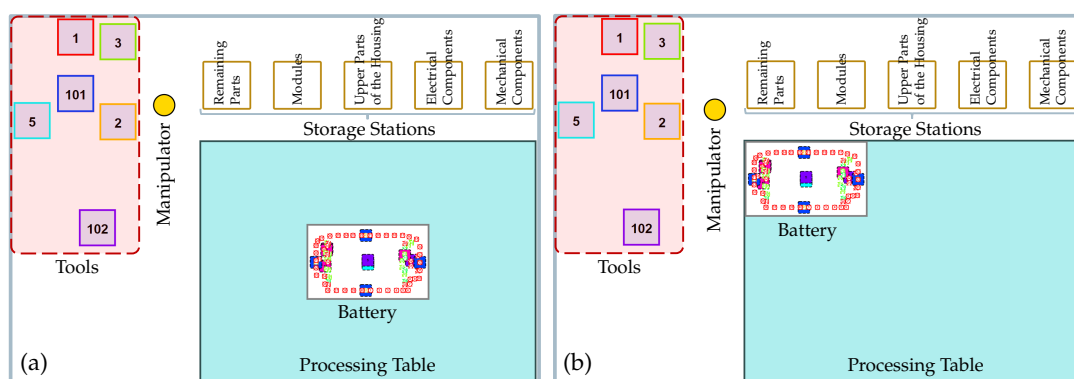 1
3
101
5
2
102
Tools
Manipulator
Remaining
Parts
Modules
Upper Parts
of the Housing
Electrical
Components
Mechanical
Components
Storage Stations
Battery
Processing Table
(a)
1
3
101
5
2
102
Tools
Manipulator
Remaining
Parts
Modules
Upper Parts
of the Housing
Electrical
Components
Mechanical
Components
Storage Stations
Battery
Processing Table
(b)